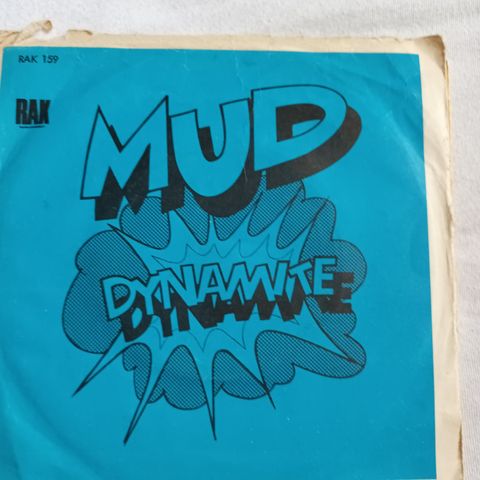 RAK 159
RAK
MUD
DYNAMITE